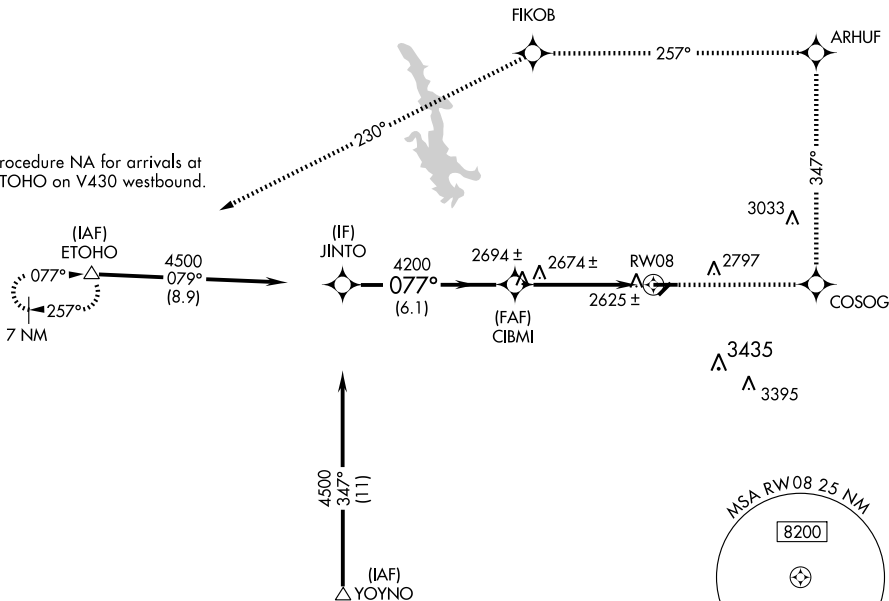 FIKOB
ARHUF
257°
230°
rocedure NA for arrivals at
TOHO on V430 westbound.
347°
3033
(IAF)
ETOHO
077°
4500
079°
(8.9)
257°
7 NM
(IF)
JINTO
4200
077°
(6.1)
2694 ±
2674 ±
RW08
2797
2625 ±
(FAF)
CIBMI
COSOG
3435
3395
4500
347°
(11)
(IAF)
YOYNO
MSA RW08 25 NM
8200